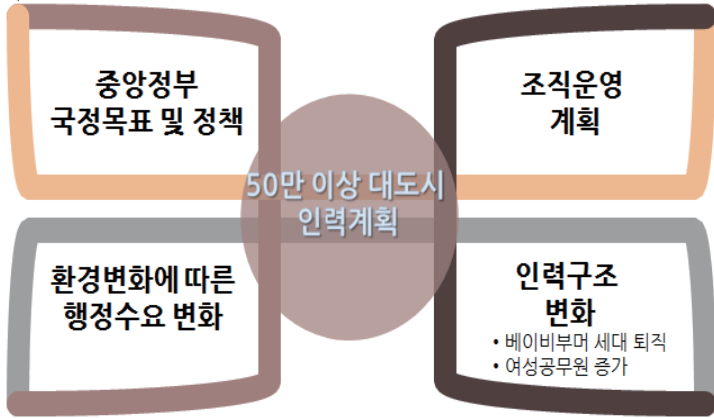 중앙정부
국정목표 및 정책
조직운영
계획
50만 이상 대도시
인력계획
환경변화에 따른
행정수요 변화
인력구조
변화
• 베이비부머 세대 퇴직
• 여성공무원 증가